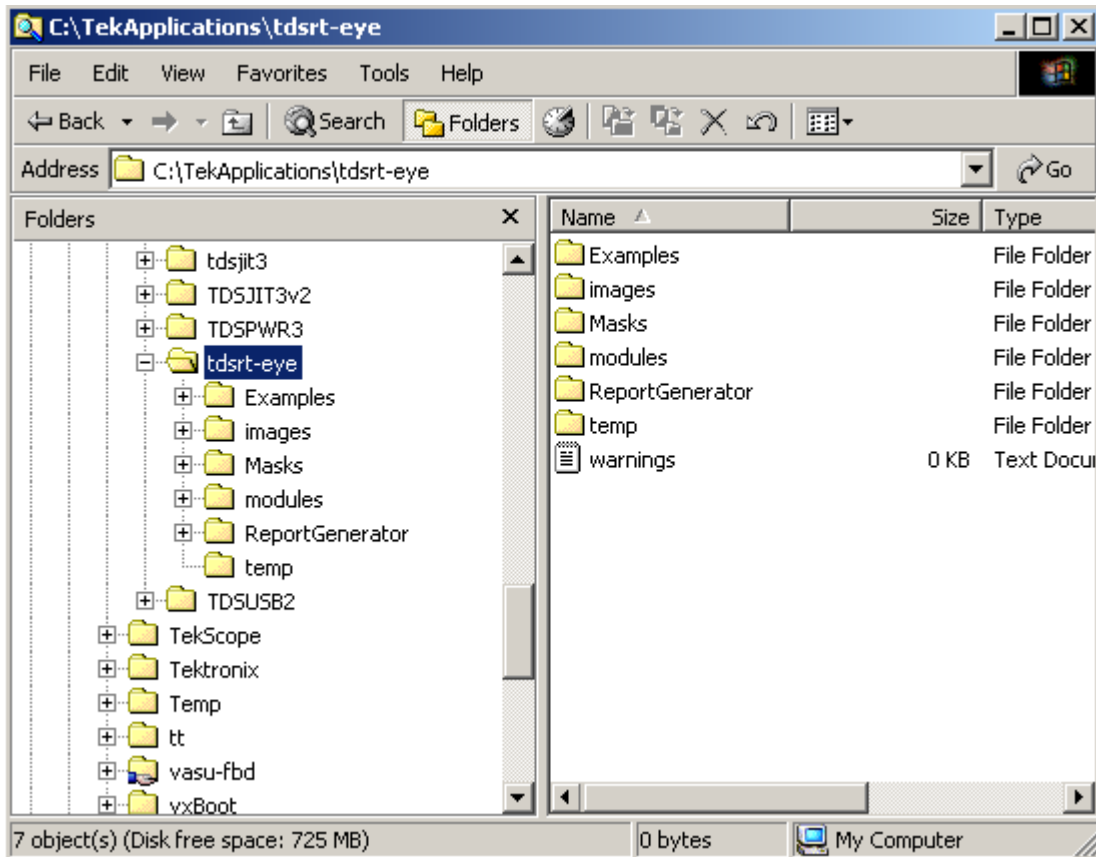 C:\TekApplications\tdsrt-eye
File Edit View Favorites Tools Help
Back Search Folders
Address C:\TekApplications\tdsrt-eye Go
Folders
tdsjit3
TDSJIT3v2
TDSPWR3
tdsrt-eye
Examples
images
Masks
modules
ReportGenerator
temp
TDSUSB2
TekScope
Tektronix
Temp
tt
vasu-fbd
vxBoot
Name Size Type
Examples File Folder
images File Folder
Masks File Folder
modules File Folder
ReportGenerator File Folder
temp File Folder
warnings 0 KB Text Docu
7 object(s) (Disk free space: 725 MB) 0 bytes My Computer